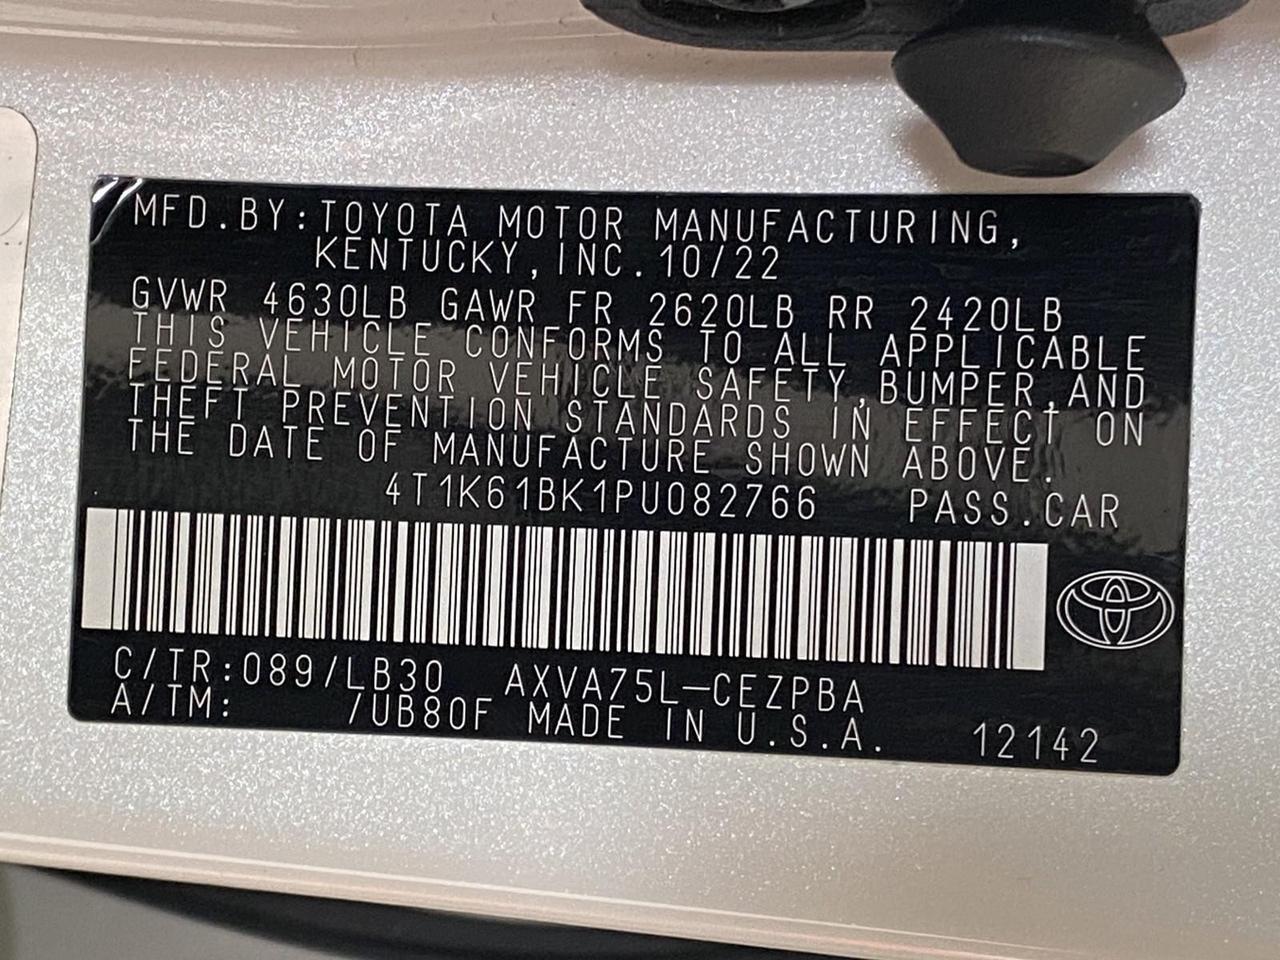 MFD.BY:TOYOTA MOTOR MANUFACTURING,
KENTUCKY,INC.10/22
GVWR 4630LB GAWR FR 2620LB RR 2420LB
THIS VEHICLE CONFORMS TO ALL APPLICABLE
FEDERAL MOTOR VEHICLE SAFETY,BUMPER,AND
THEFT PREVENTION STANDARDS IN EFFECT ON
THE DATE OF MANUFACTURE SHOWN ABOVE.
4T1K61BK1PU082766 PASS.CAR
C/TR:089/LB30 AXVA75L-CEZPBA
A/TM: /UB80F MADE IN U.S.A. 12142